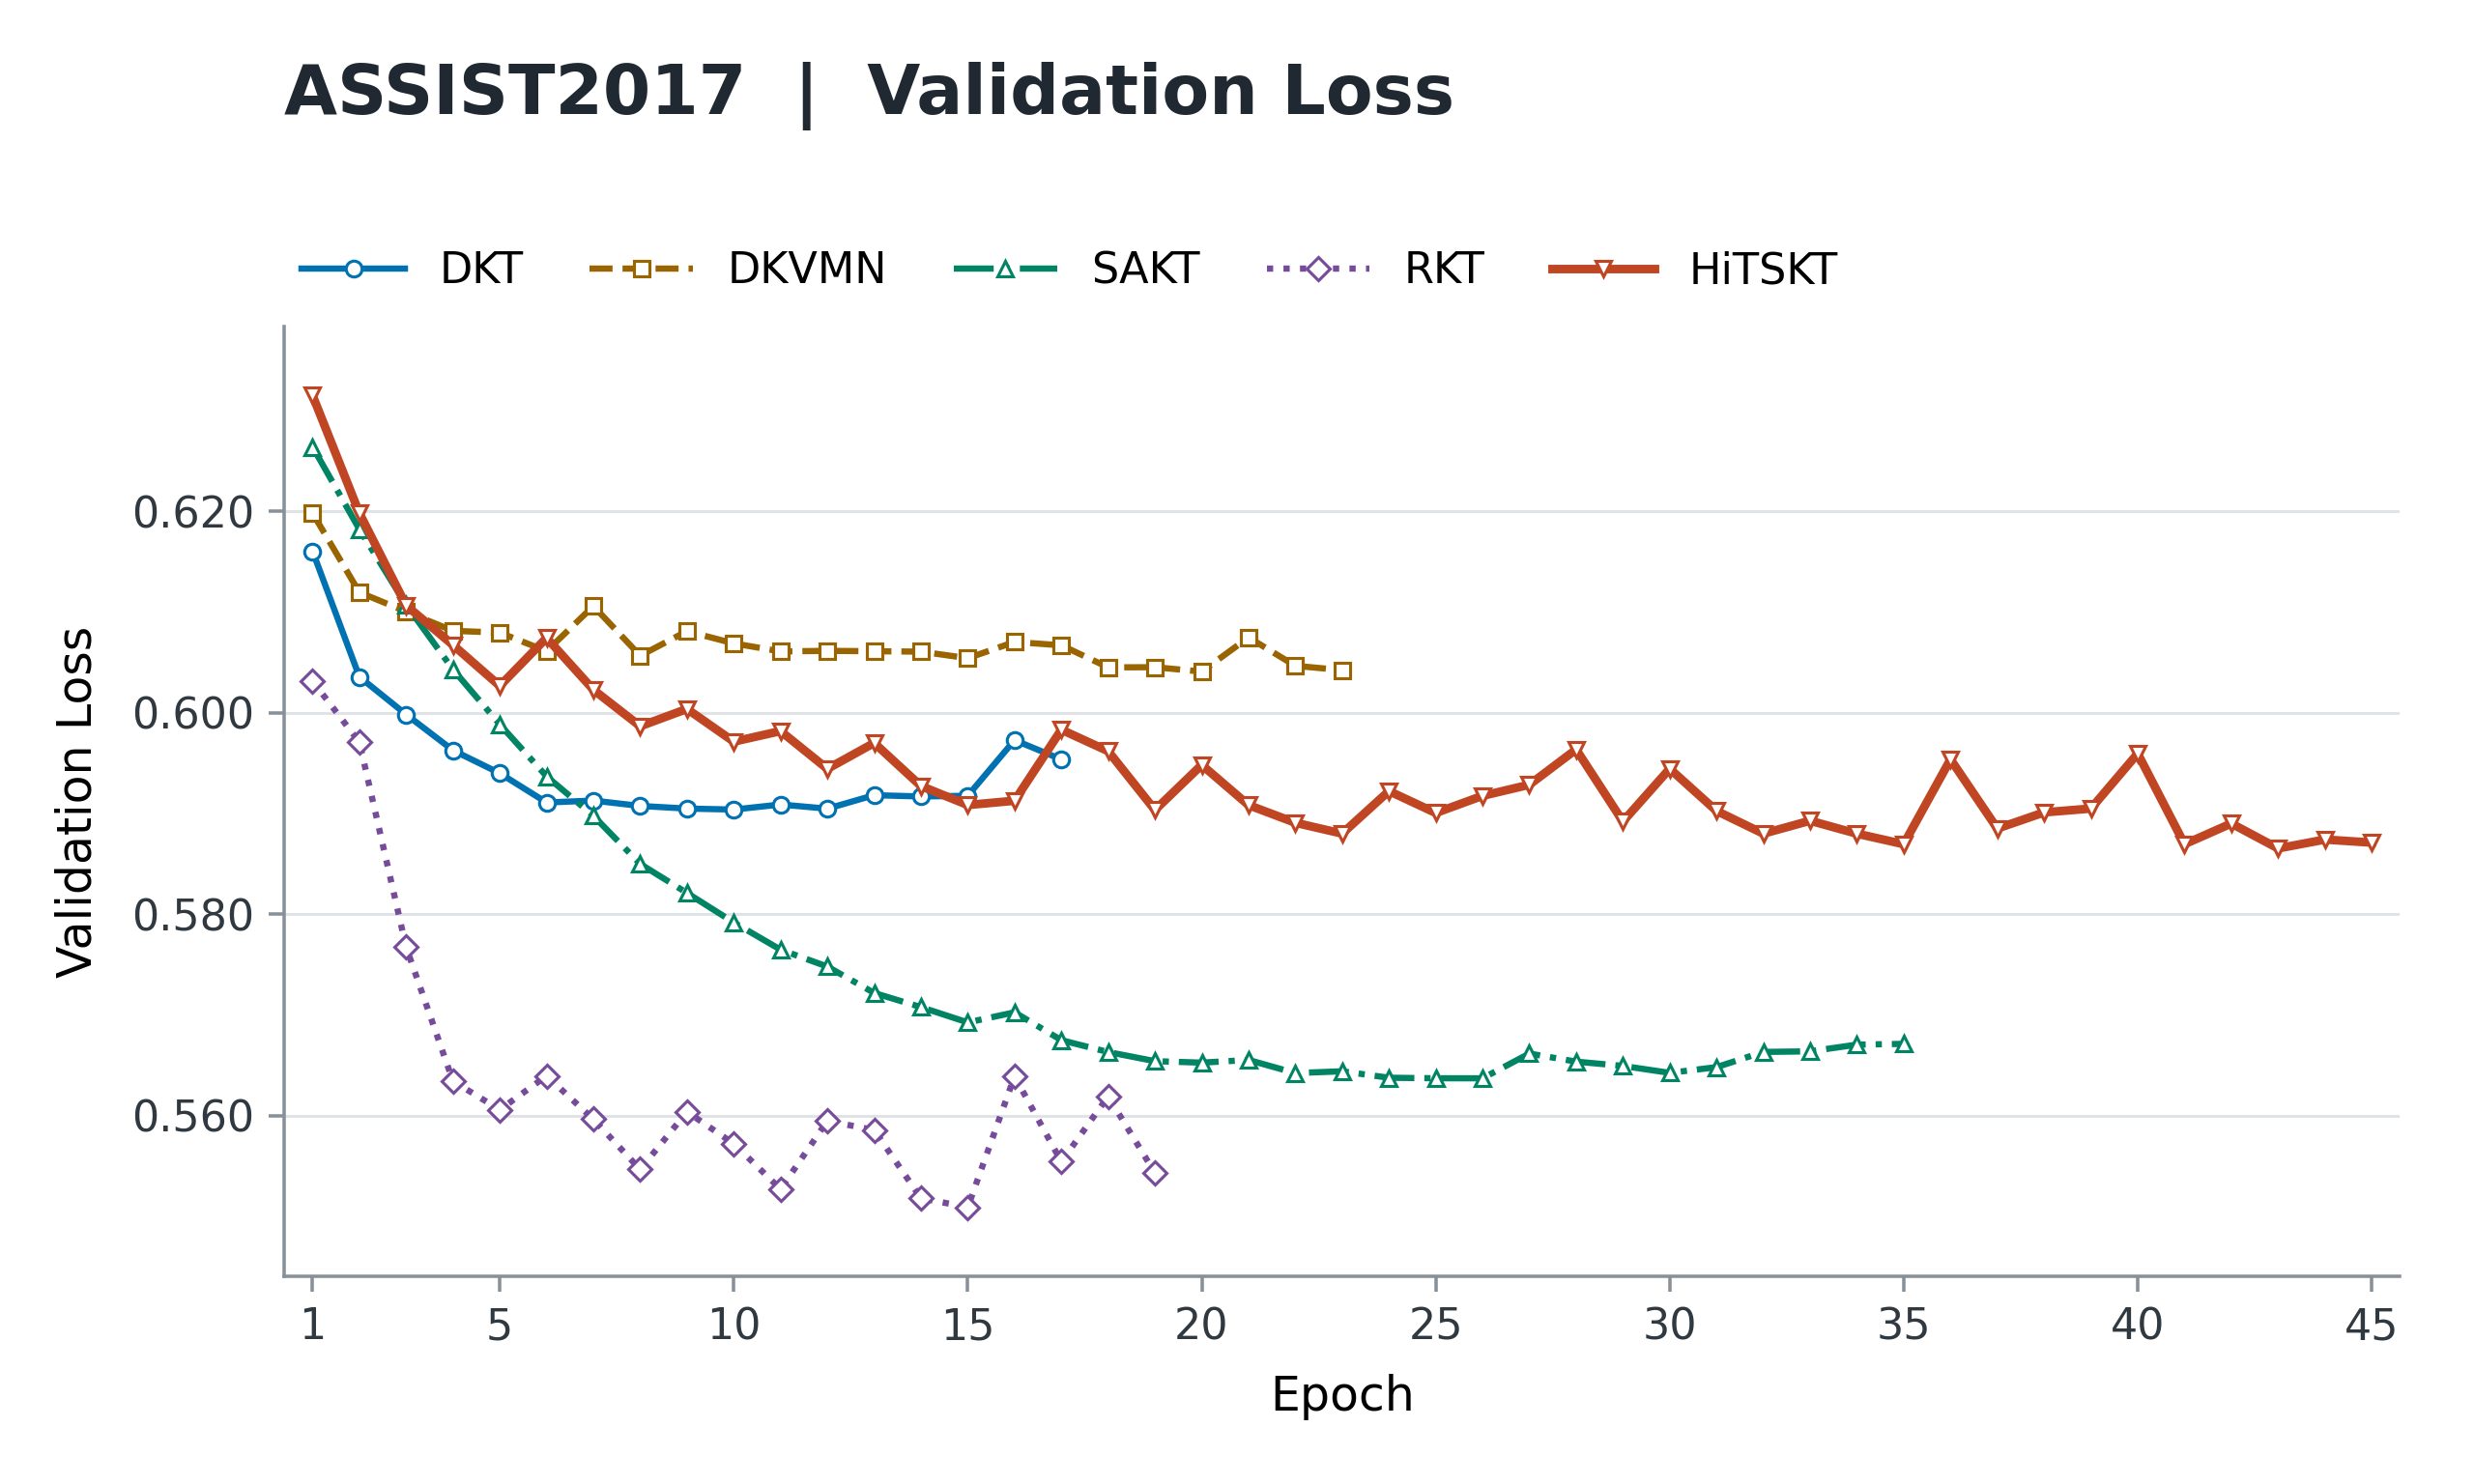 ASSIST2017 | Validation Loss
DKT DKVMN SAKT RKT HiTSKT
Validation Loss
0.620
0.600
0.580
0.560
1 5 10 15 20 25 30 35 40 45
Epoch